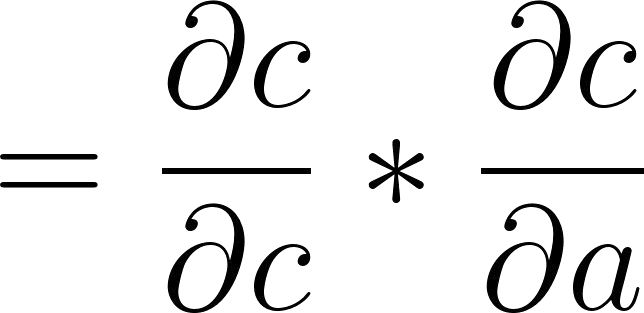 = ∂c/∂c * ∂c/∂a